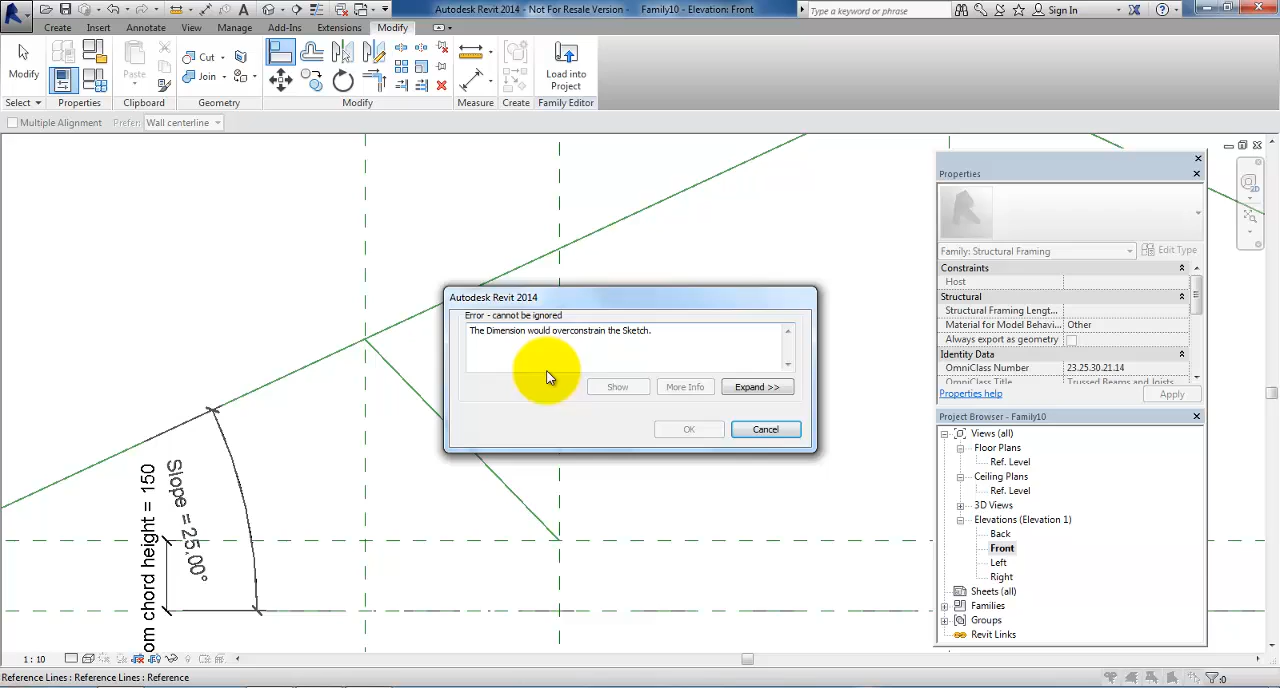 Autodesk Revit 2014 - Not For Resale Version - Family10 - Elevation: Front
Type a keyword or phrase
Sign In
Create
Insert
Annotate
View
Manage
Add-Ins
Extensions
Modify
Modify
Paste
Cut
Join
Load into
Project
Select
Properties
Clipboard
Geometry
Modify
Measure
Create
Family Editor
Multiple Alignment
Prefer:
Wall centerline
Autodesk Revit 2014
Error - cannot be ignored
The Dimension would overconstrain the Sketch.
Show
More Info
Expand >>
OK
Cancel
Slope = 25,00°
om chord height = 150
Properties
Family: Structural Framing
Edit Type
Constraints
Host
Structural
Structural Framing Lengt...
Material for Model Behavi...
Other
Always export as geometry
Identity Data
OmniClass Number
23.25.30.21.14
OmniClass Title
Trussed Beams and Joists
Properties help
Apply
Project Browser - Family10
Views (all)
Floor Plans
Ref. Level
Ceiling Plans
Ref. Level
3D Views
Elevations (Elevation 1)
Back
Front
Left
Right
Sheets (all)
Families
Groups
Revit Links
1 : 10
Reference Lines : Reference Lines : Reference
:0